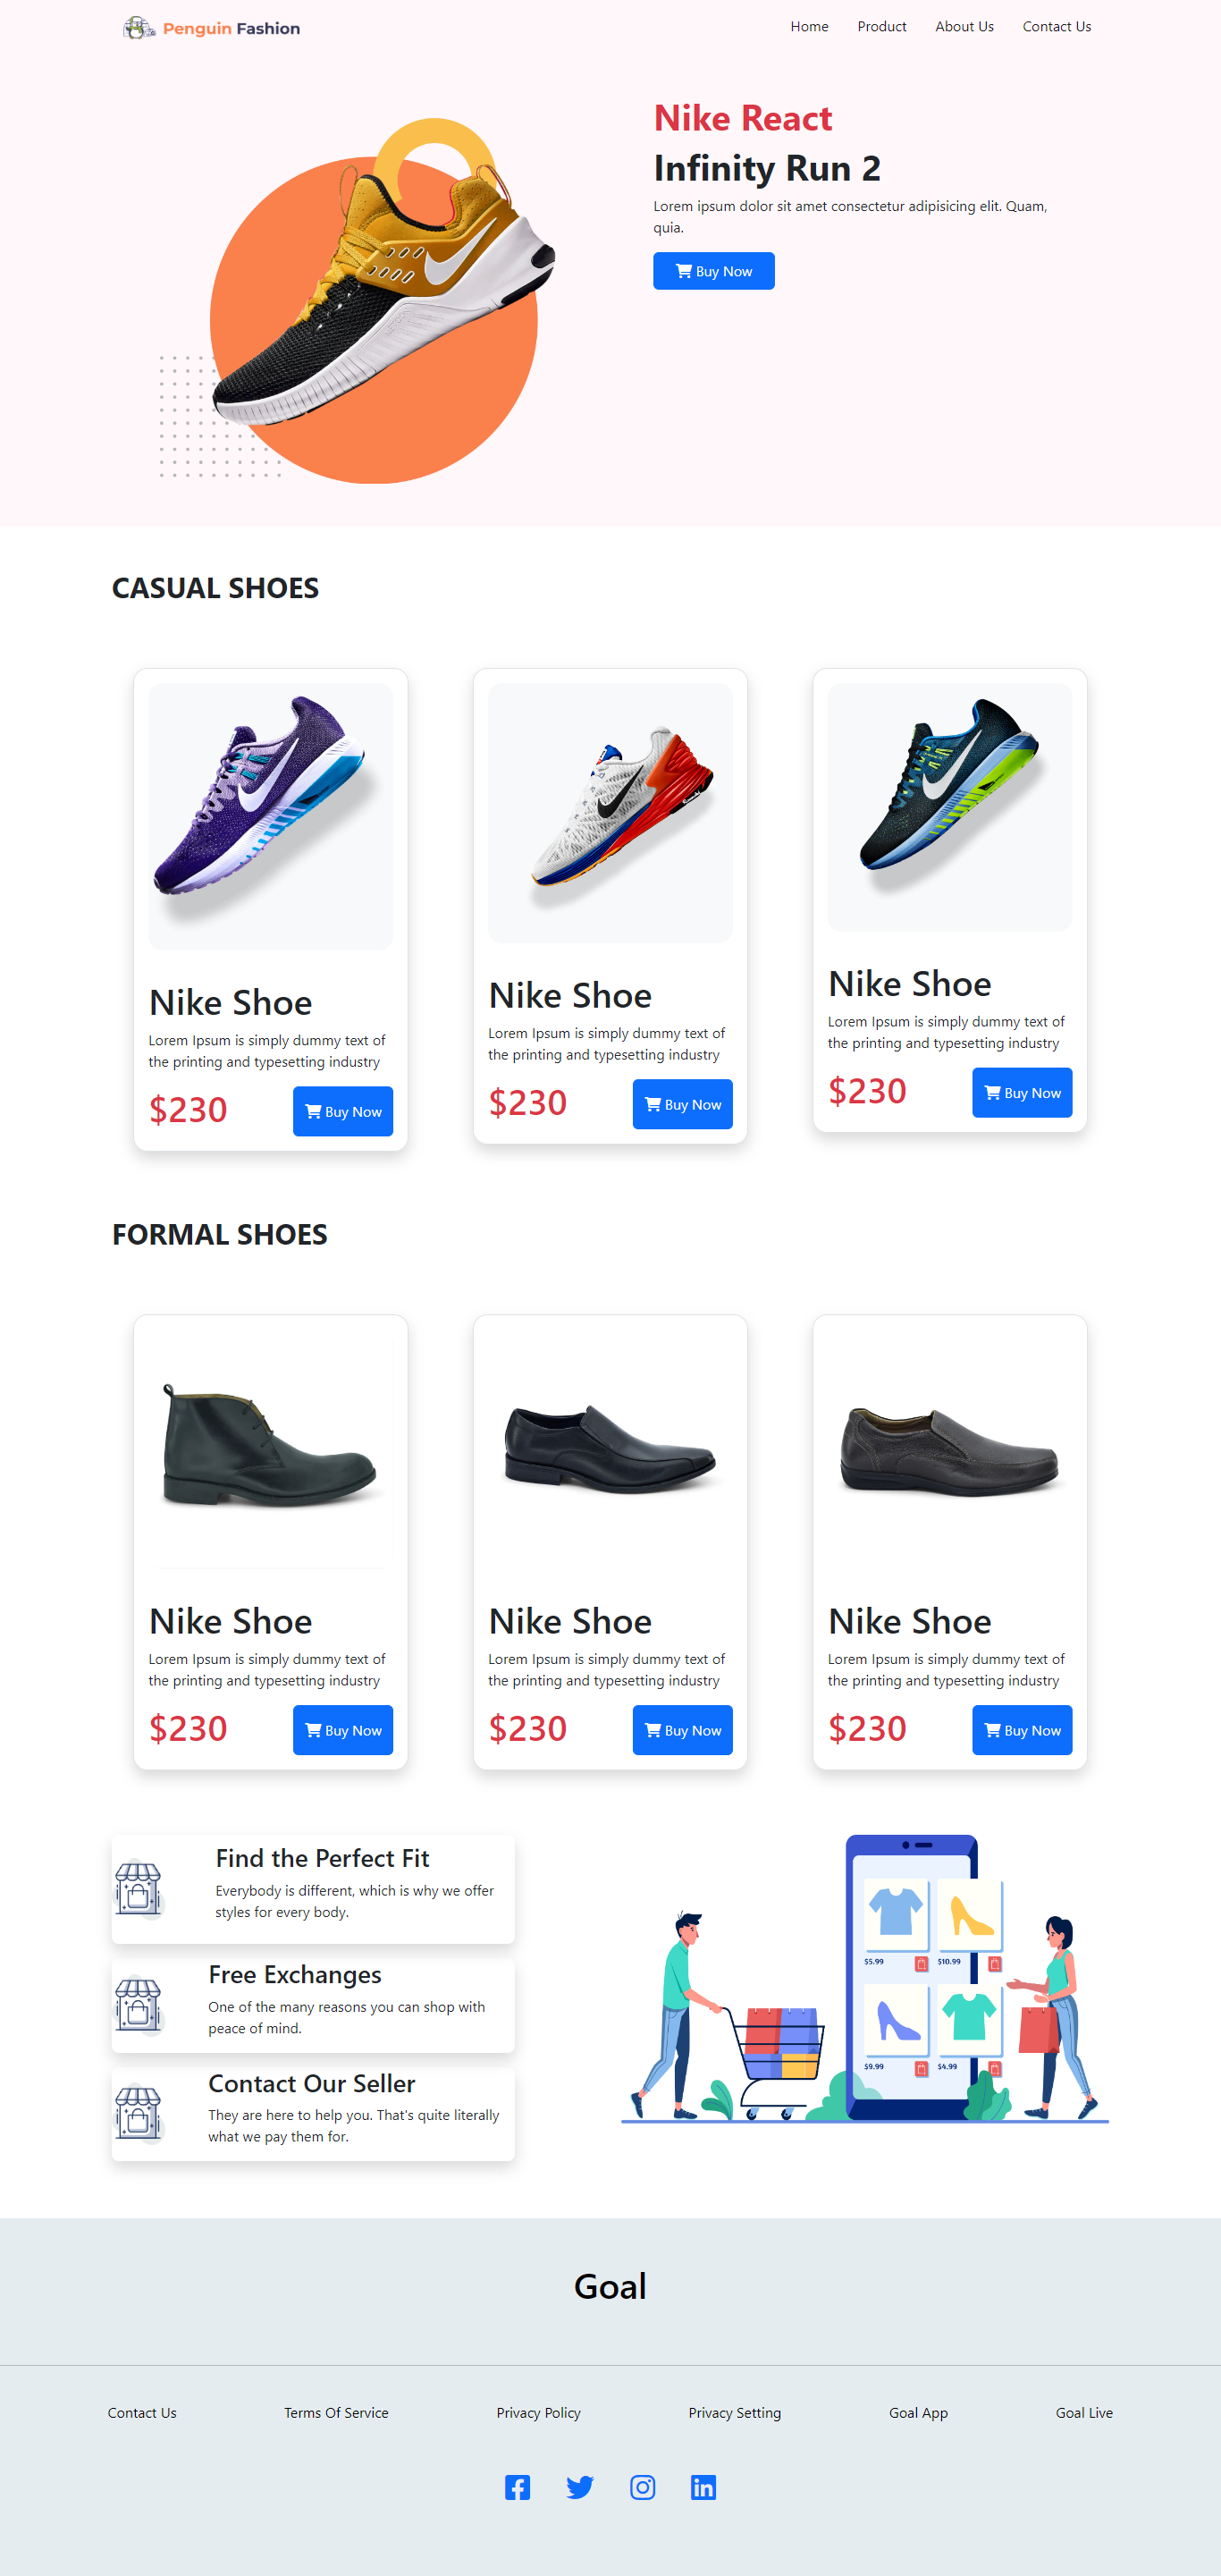 Penguin Fashion
Home Product About Us Contact Us
Nike React
Infinity Run 2
Lorem ipsum dolor sit amet consectetur adipisicing elit. Quam,
quia.
Buy Now
CASUAL SHOES
Nike Shoe
Lorem Ipsum is simply dummy text of
the printing and typesetting industry
$230
Buy Now
Nike Shoe
Lorem Ipsum is simply dummy text of
the printing and typesetting industry
$230
Buy Now
Nike Shoe
Lorem Ipsum is simply dummy text of
the printing and typesetting industry
$230
Buy Now
FORMAL SHOES
Nike Shoe
Lorem Ipsum is simply dummy text of
the printing and typesetting industry
$230
Buy Now
Nike Shoe
Lorem Ipsum is simply dummy text of
the printing and typesetting industry
$230
Buy Now
Nike Shoe
Lorem Ipsum is simply dummy text of
the printing and typesetting industry
$230
Buy Now
Find the Perfect Fit
Everybody is different, which is why we offer
styles for every body.
Free Exchanges
One of the many reasons you can shop with
peace of mind.
Contact Our Seller
They are here to help you. That's quite literally
what we pay them for.
$5.99
$10.99
$9.99
$4.99
Goal
Contact Us Terms Of Service Privacy Policy Privacy Setting Goal App Goal Live